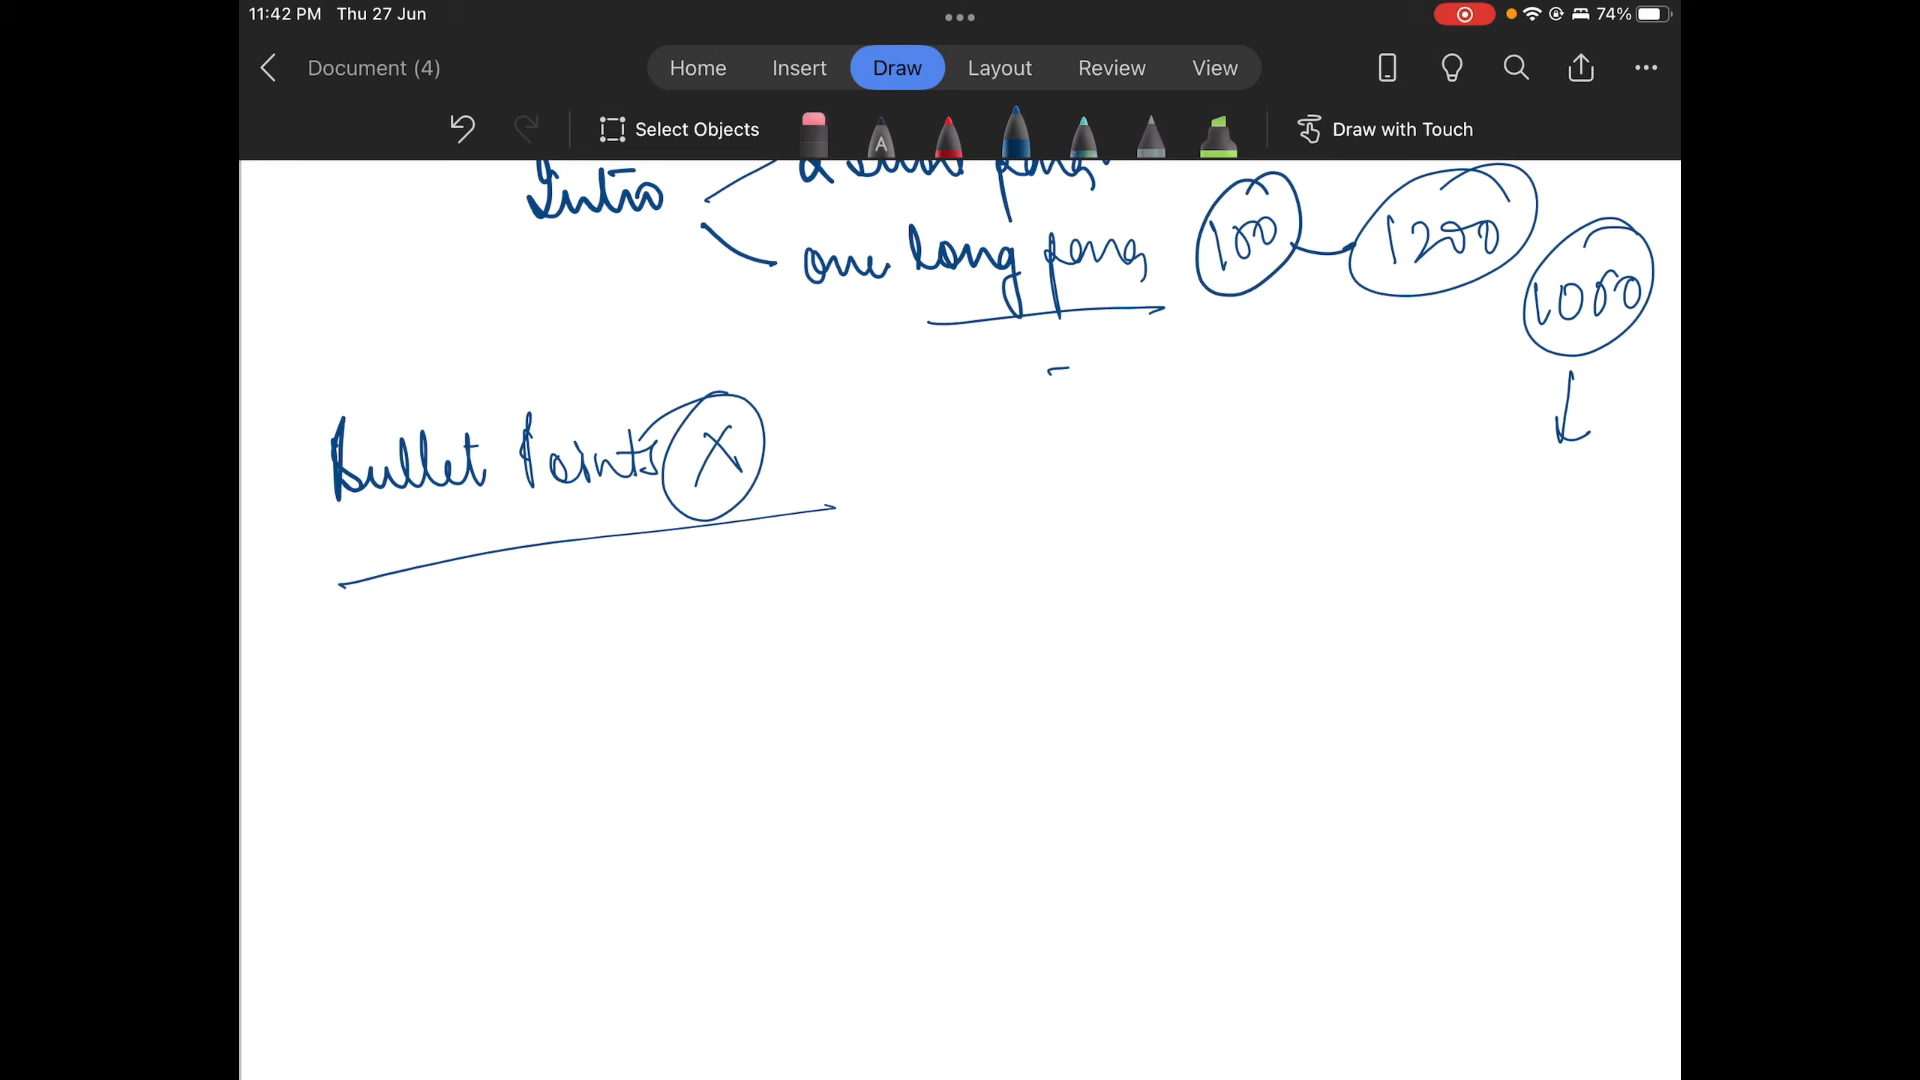 11:42 PM Thu 27 Jun
74%
Document (4)
Home Insert Draw Layout Review View
Select Objects
A
Draw with Touch
Intro
one long para
100
1200
1000
Bullet Points X